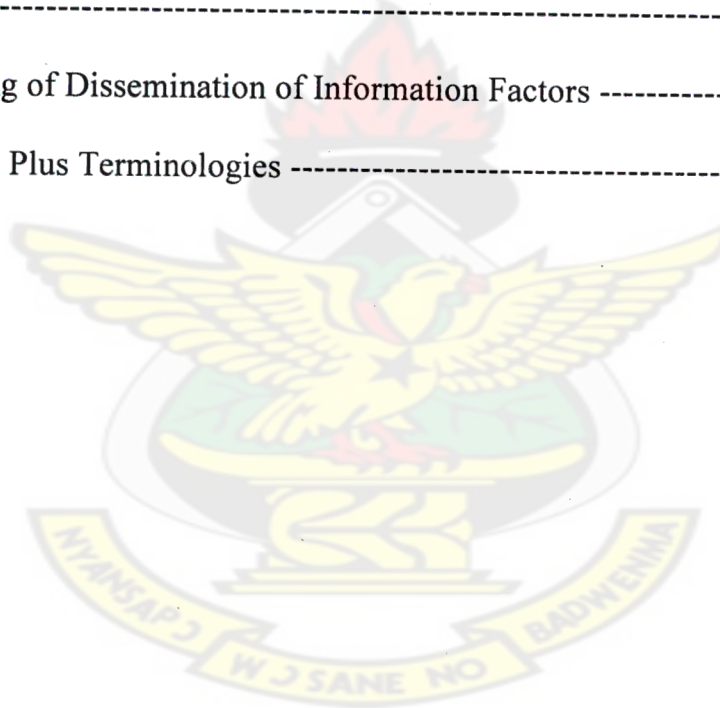 --------------------------------------------------------------
g of Dissemination of Information Factors -----------
Plus Terminologies -------------------------------------
NYANSAPƆ
WƆSANE NO
BADWENMA